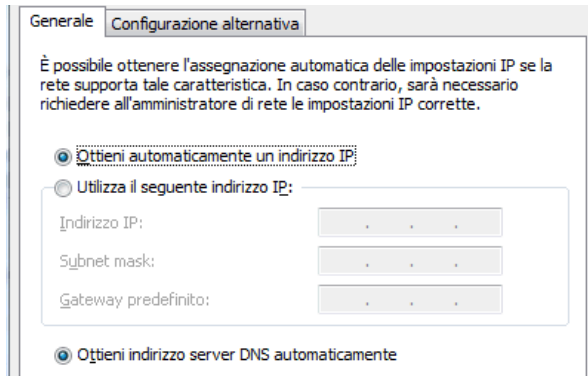 Generale Configurazione alternativa
È possibile ottenere l'assegnazione automatica delle impostazioni IP se la
rete supporta tale caratteristica. In caso contrario, sarà necessario
richiedere all'amministratore di rete le impostazioni IP corrette.
Ottieni automaticamente un indirizzo IP
Utilizza il seguente indirizzo IP:
Indirizzo IP:
Subnet mask:
Gateway predefinito:
Ottieni indirizzo server DNS automaticamente